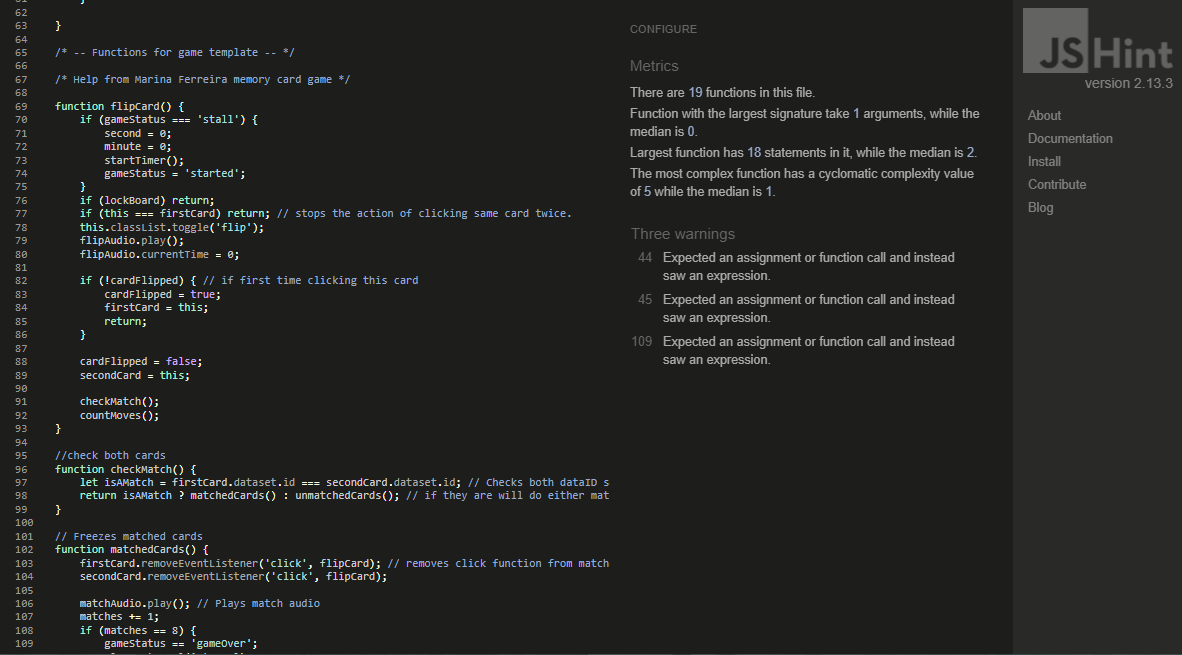 61 }
62
63 }
64
65 /* -- Functions for game template -- */
66
67 /* Help from Marina Ferreira memory card game */
68
69 function flipCard() {
70 if (gameStatus === 'stall') {
71 second = 0;
72 minute = 0;
73 startTimer();
74 gameStatus = 'started';
75 }
76 if (lockBoard) return;
77 if (this === firstCard) return; // stops the action of clicking same card twice.
78 this.classList.toggle('flip');
79 flipAudio.play();
80 flipAudio.currentTime = 0;
81
82 if (!cardFlipped) { // if first time clicking this card
83 cardFlipped = true;
84 firstCard = this;
85 return;
86 }
87
88 cardFlipped = false;
89 secondCard = this;
90
91 checkMatch();
92 countMoves();
93 }
94
95 //check both cards
96 function checkMatch() {
97 let isAMatch = firstCard.dataset.id === secondCard.dataset.id; // Checks both dataID s
98 return isAMatch ? matchedCards() : unmatchedCards(); // if they are will do either mat
99 }
100
101 // Freezes matched cards
102 function matchedCards() {
103 firstCard.removeEventListener('click', flipCard); // removes click function from match
104 secondCard.removeEventListener('click', flipCard);
105
106 matchAudio.play(); // Plays match audio
107 matches += 1;
108 if (matches == 8) {
109 gameStatus == 'gameOver';
CONFIGURE
Metrics
There are 19 functions in this file.
Function with the largest signature take 1 arguments, while the
median is 0.
Largest function has 18 statements in it, while the median is 2.
The most complex function has a cyclomatic complexity value
of 5 while the median is 1.
Three warnings
44 Expected an assignment or function call and instead
saw an expression.
45 Expected an assignment or function call and instead
saw an expression.
109 Expected an assignment or function call and instead
saw an expression.
JSHint
version 2.13.3
About
Documentation
Install
Contribute
Blog